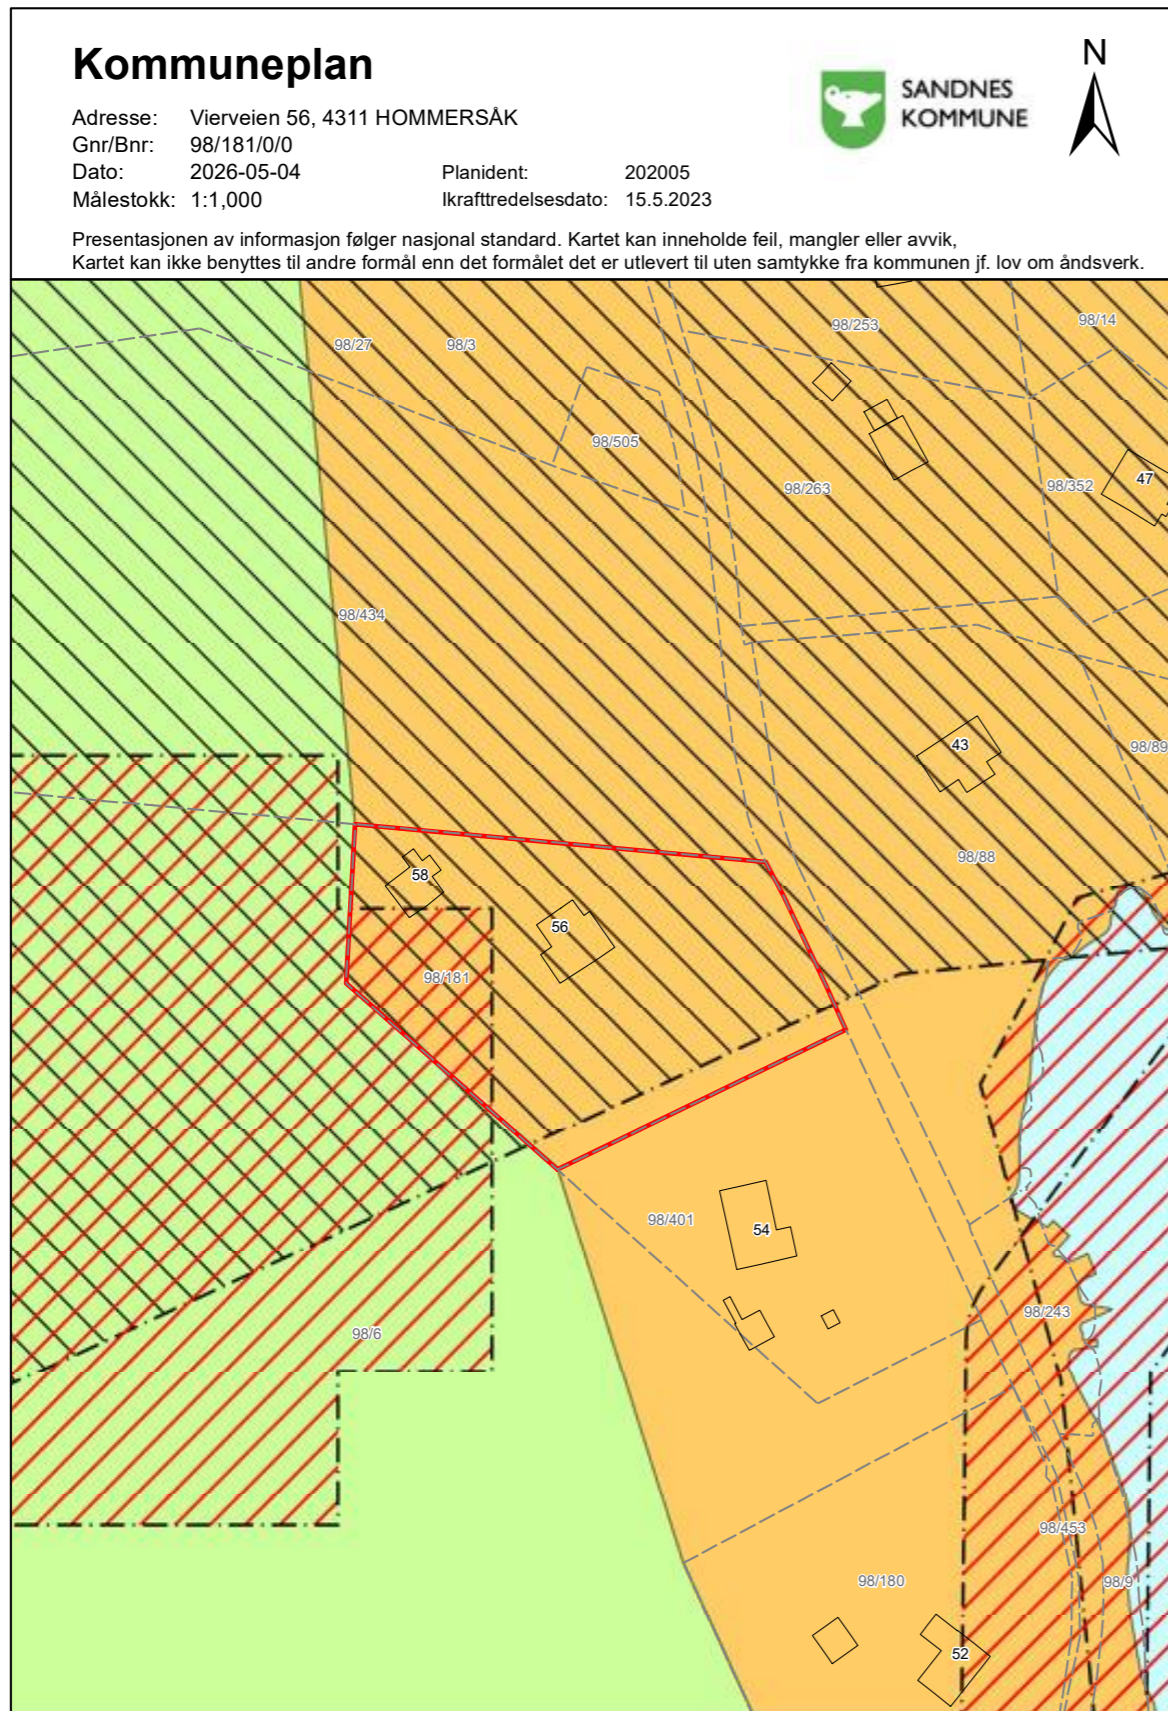 Kommuneplan
Adresse: Vierveien 56, 4311 HOMMERSÅK
Gnr/Bnr: 98/181/0/0
Dato: 2026-05-04 Planident: 202005
Målestokk: 1:1,000 Ikrafttredelsesdato: 15.5.2023
SANDNES
KOMMUNE
N
Presentasjonen av informasjon følger nasjonal standard. Kartet kan inneholde feil, mangler eller avvik,
Kartet kan ikke benyttes til andre formål enn det formålet det er utlevert til uten samtykke fra kommunen jf. lov om åndsverk.
98/253
98/14
98/27
98/3
98/505
98/263
98/352
47
98/434
43
98/89
98/88
58
56
98/181
98/401
54
98/243
98/6
98/453
98/180
98/9
52